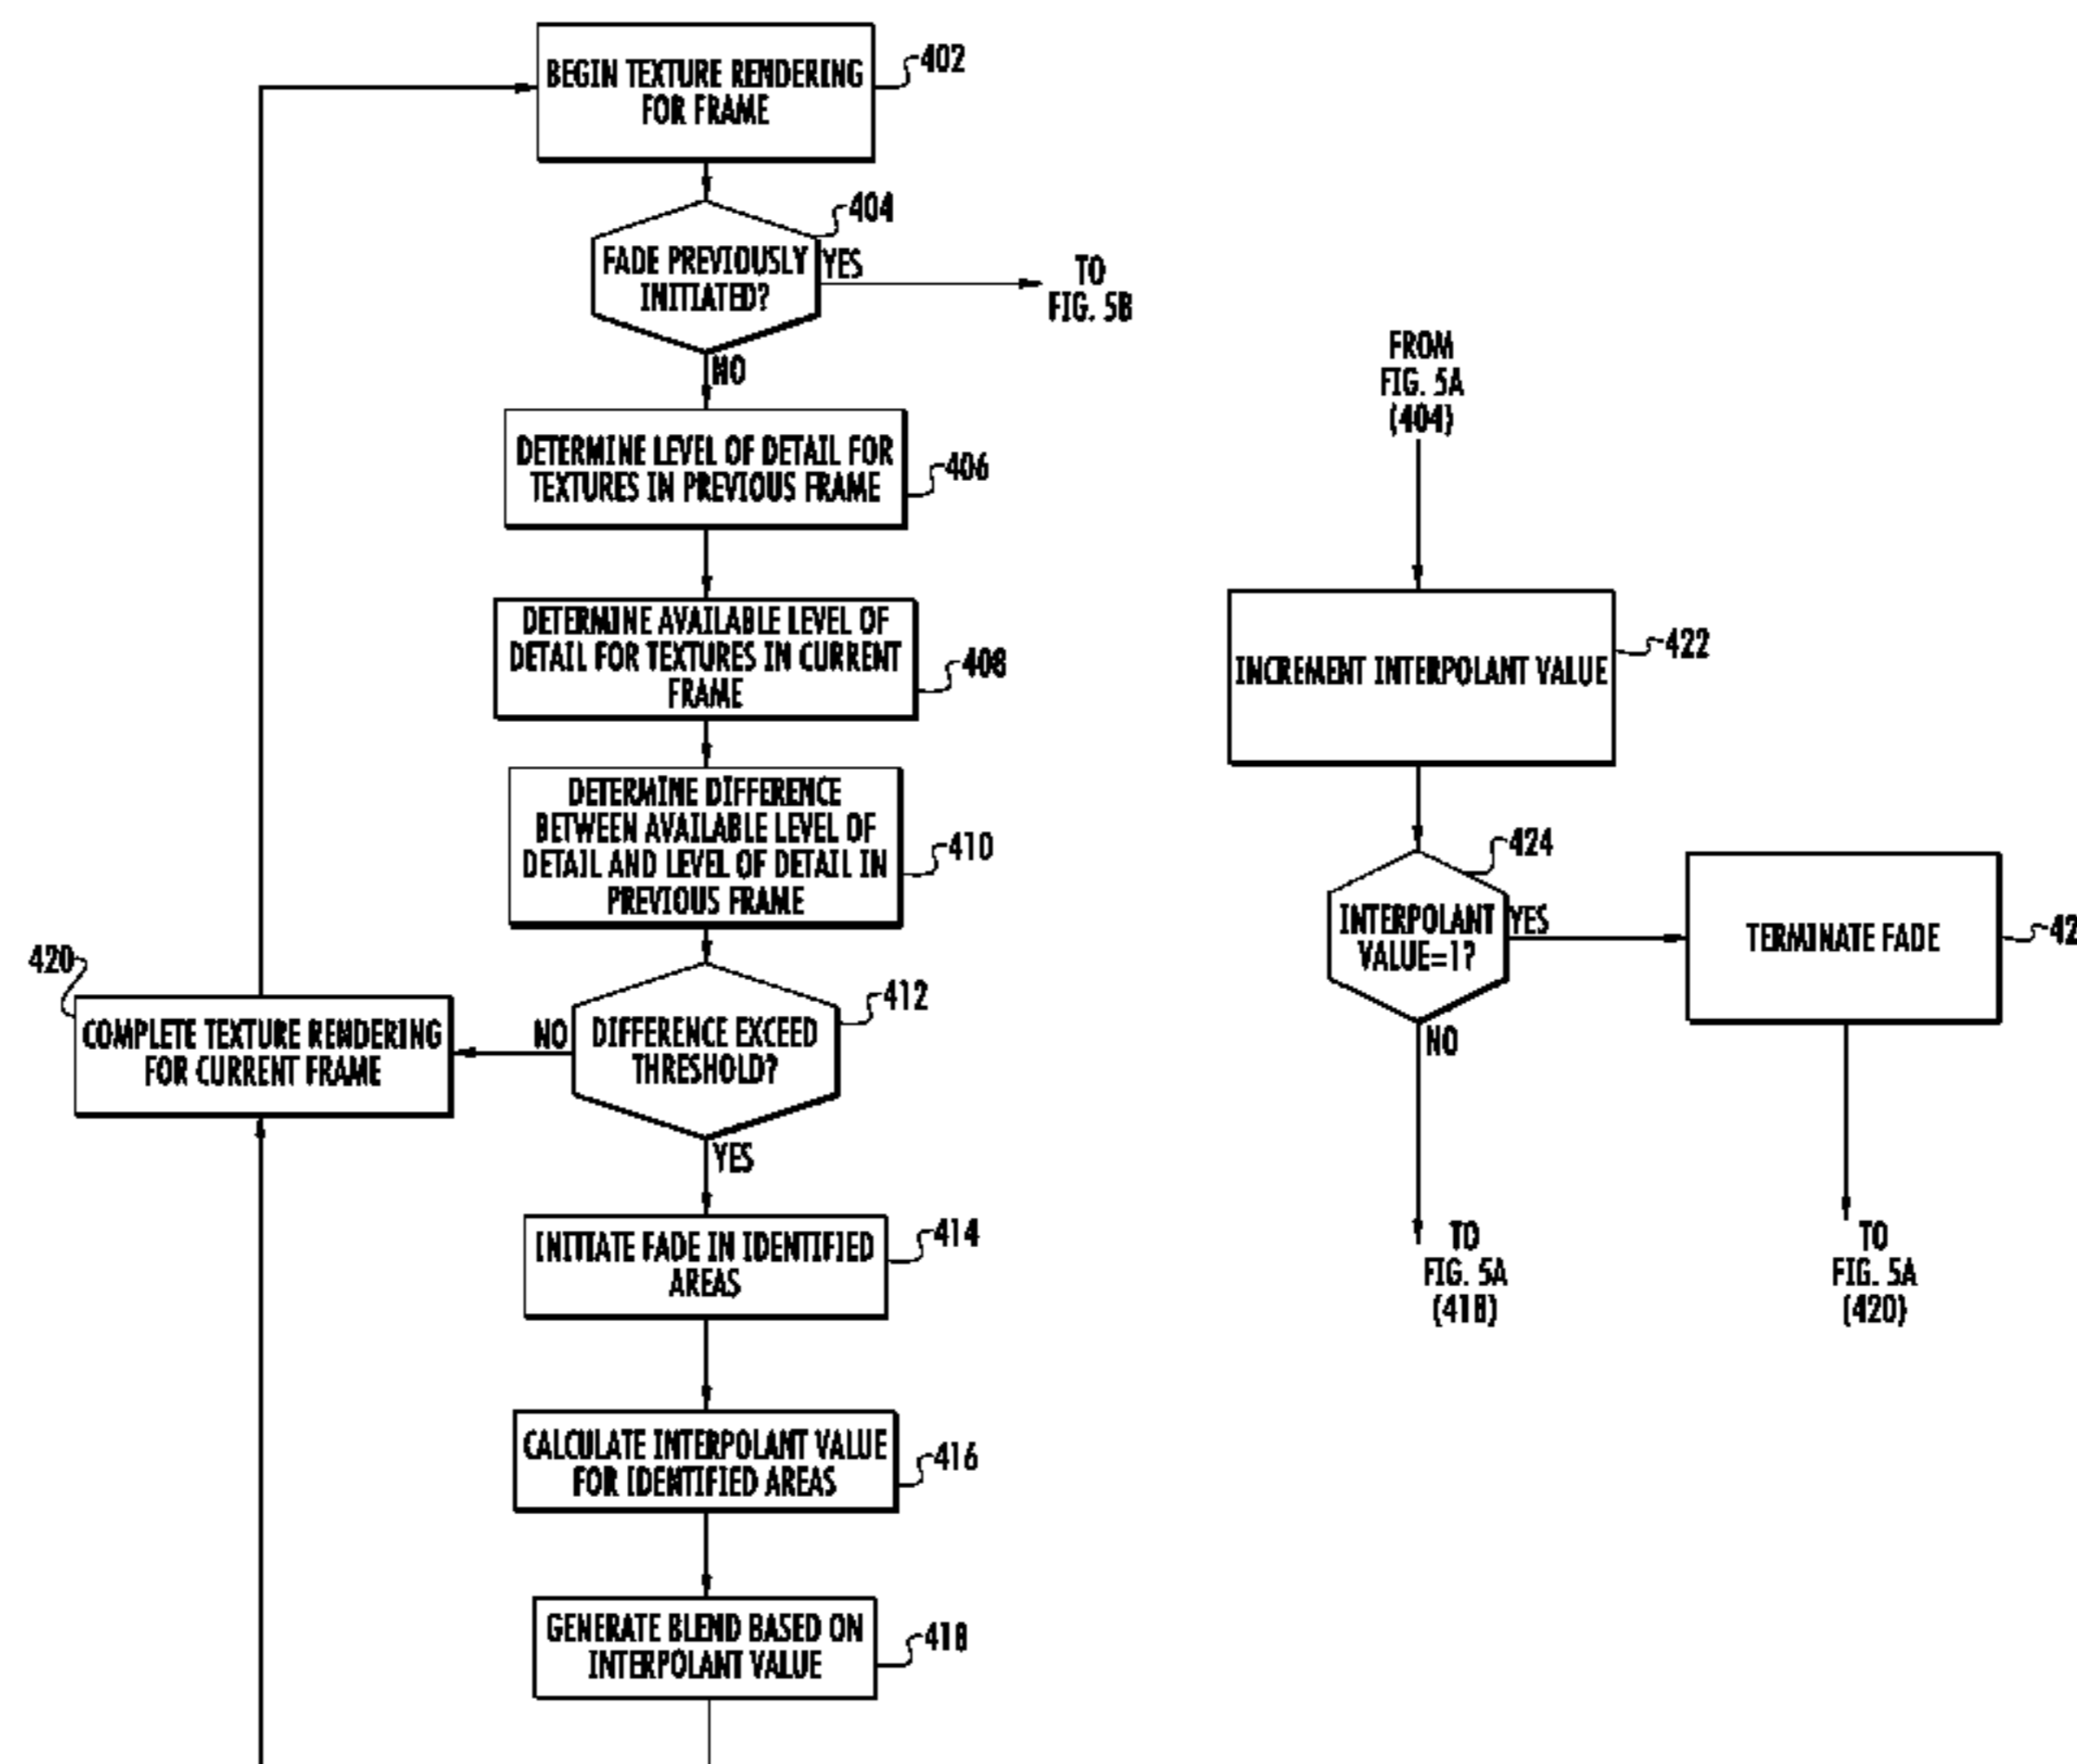 BEGIN TEXTURE RENDERING
FOR FRAME
402
FADE PREVIOUSLY
INITIATED?
404
YES
TO
FIG. 5B
NO
DETERMINE LEVEL OF DETAIL FOR
TEXTURES IN PREVIOUS FRAME
406
DETERMINE AVAILABLE LEVEL OF
DETAIL FOR TEXTURES IN CURRENT
FRAME
408
DETERMINE DIFFERENCE
BETWEEN AVAILABLE LEVEL OF
DETAIL AND LEVEL OF DETAIL IN
PREVIOUS FRAME
410
DIFFERENCE EXCEED
THRESHOLD?
412
NO
420
COMPLETE TEXTURE RENDERING
FOR CURRENT FRAME
YES
INITIATE FADE IN IDENTIFIED
AREAS
414
CALCULATE INTERPOLANT VALUE
FOR IDENTIFIED AREAS
416
GENERATE BLEND BASED ON
INTERPOLANT VALUE
418
FROM
FIG. 5A
(404)
INCREMENT INTERPOLANT VALUE
422
424
INTERPOLANT
VALUE=1?
YES
TERMINATE FADE
NO
TO
FIG. 5A
(418)
TO
FIG. 5A
(420)